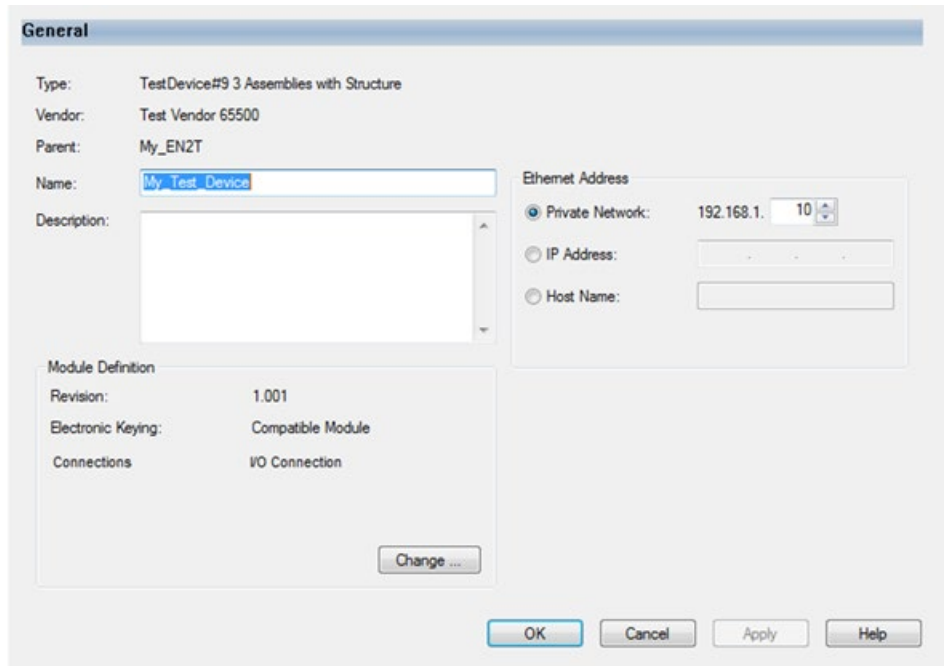 General
Type: TestDevice#9 3 Assemblies with Structure
Vendor: Test Vendor 65500
Parent: My_EN2T
Name: My_Test_Device
Description:
Ethernet Address
Private Network: 192.168.1. 10
IP Address: . . .
Host Name:
Module Definition
Revision: 1.001
Electronic Keying: Compatible Module
Connections I/O Connection
Change ...
OK Cancel Apply Help